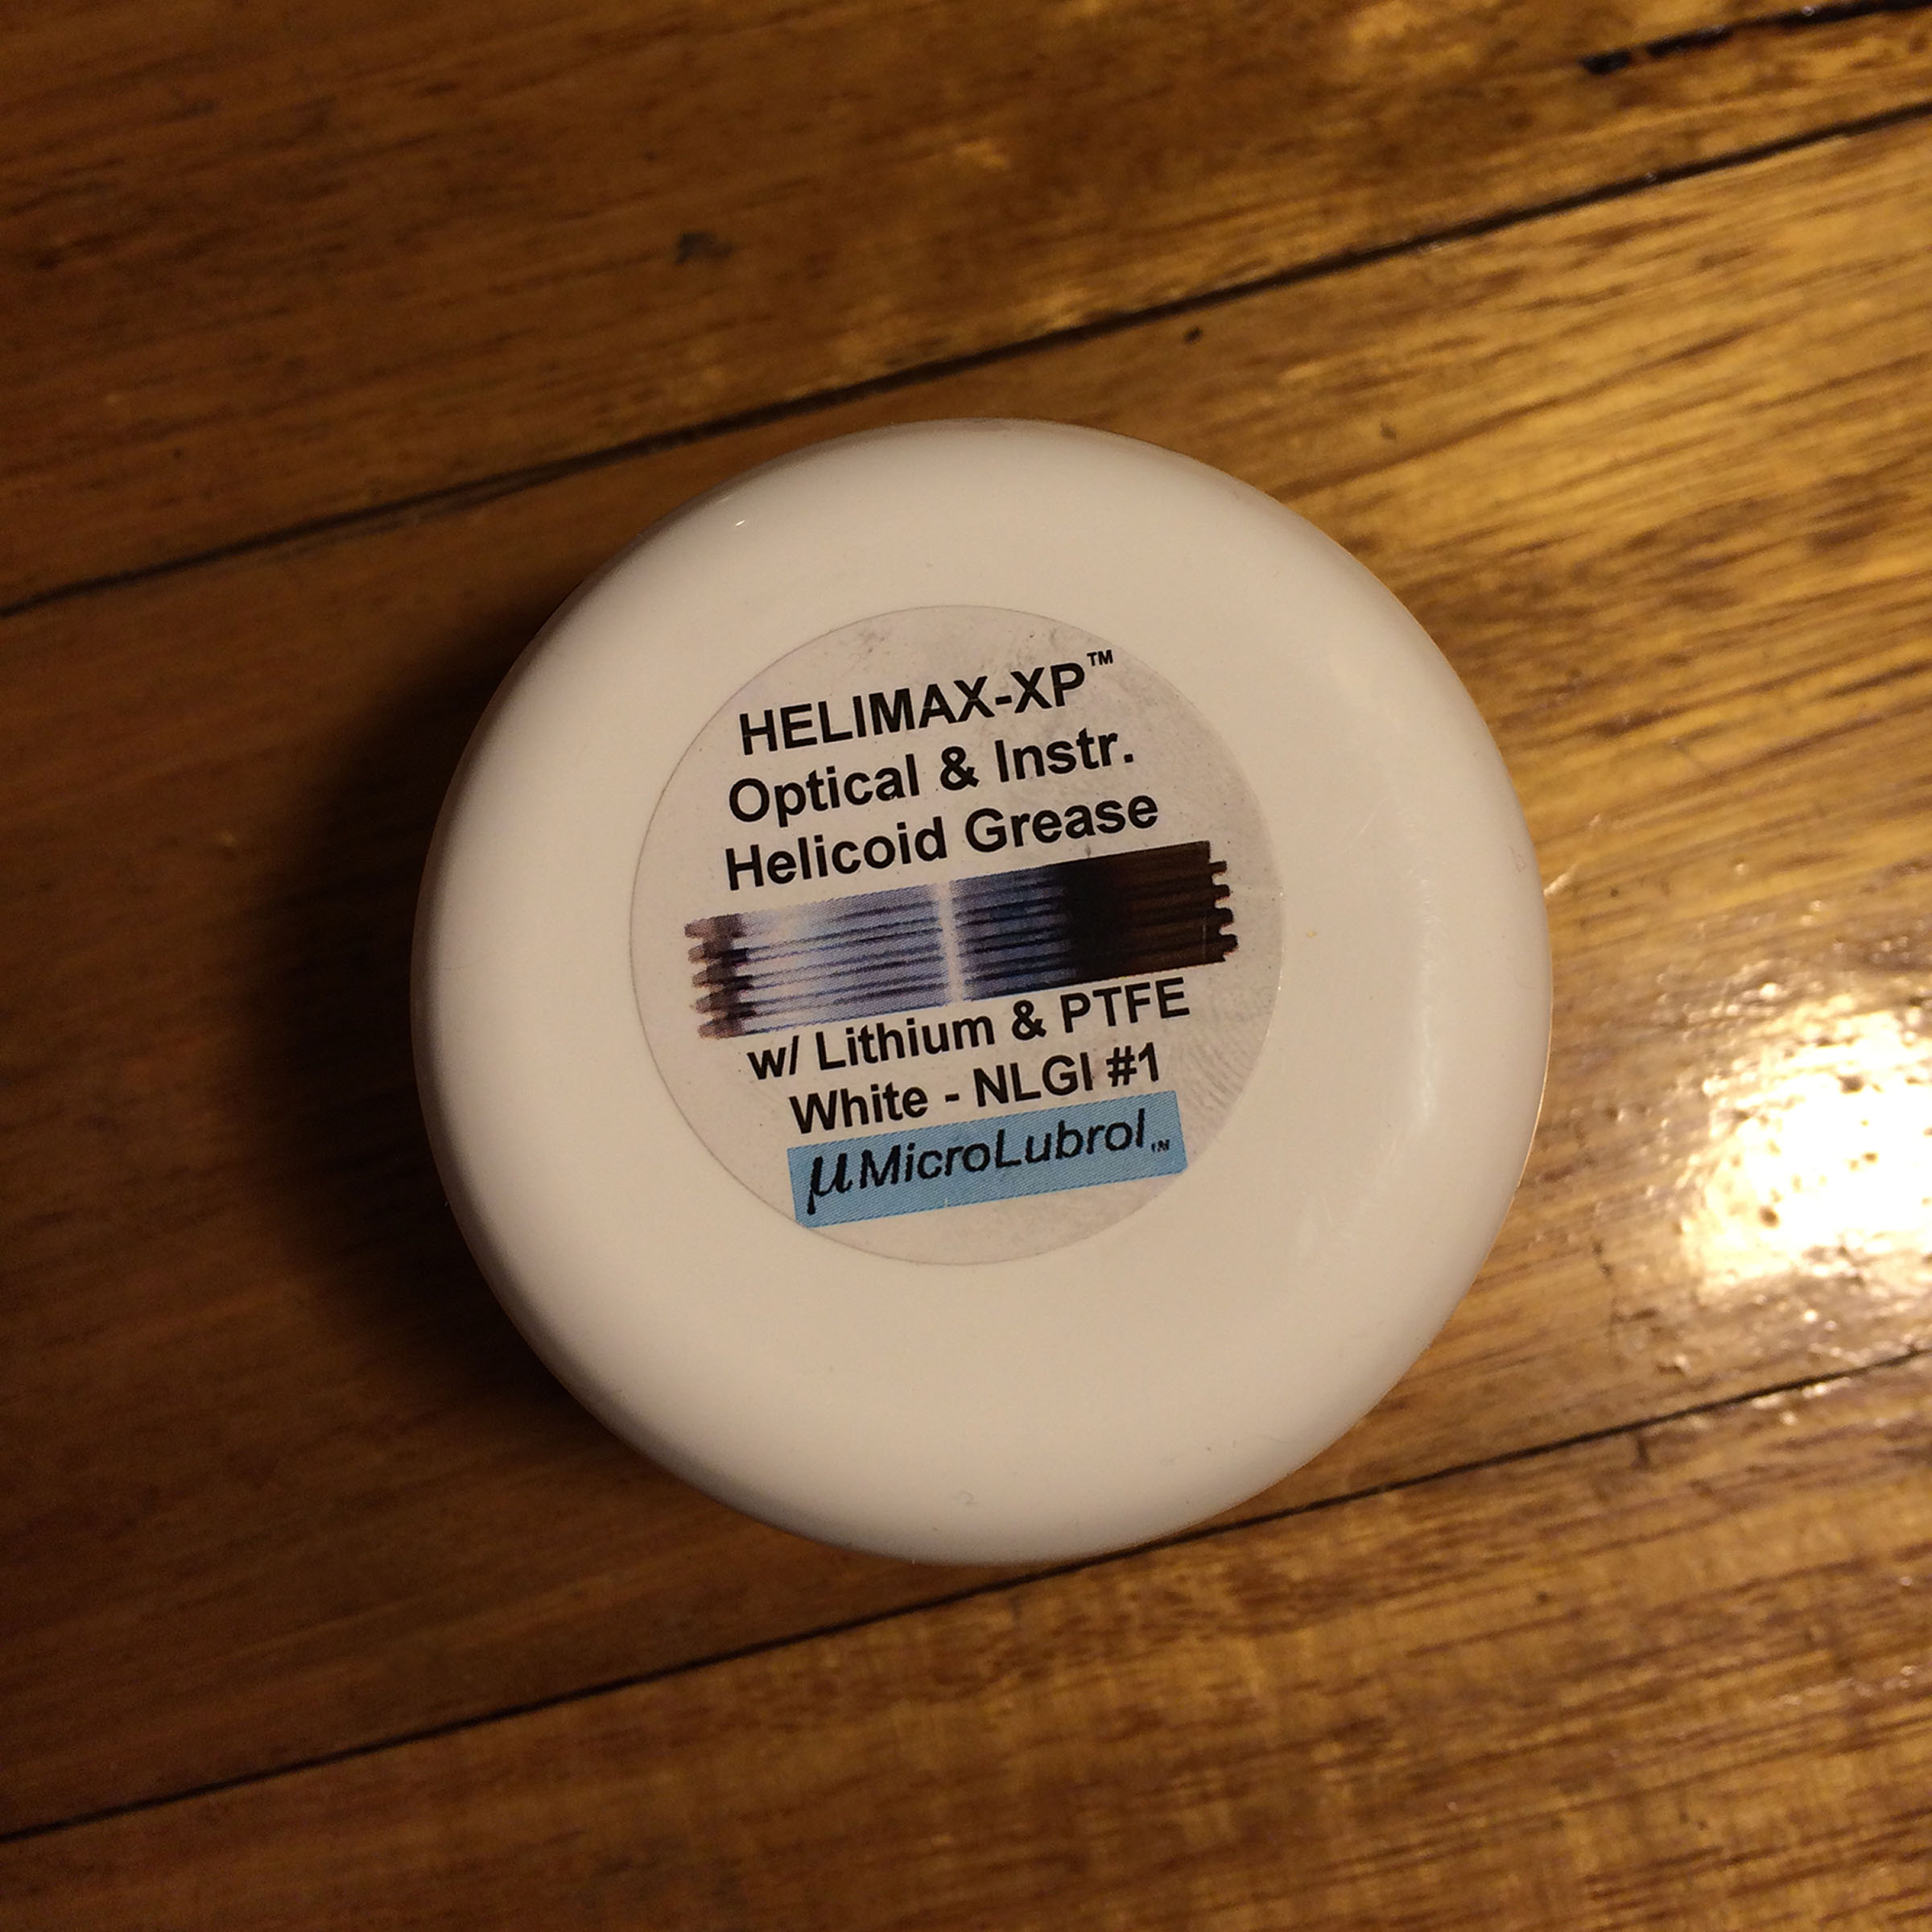 HELIMAX-XP™
Optical & Instr.
Helicoid Grease
w/ Lithium & PTFE
White - NLGI #1
µMicroLubrol™